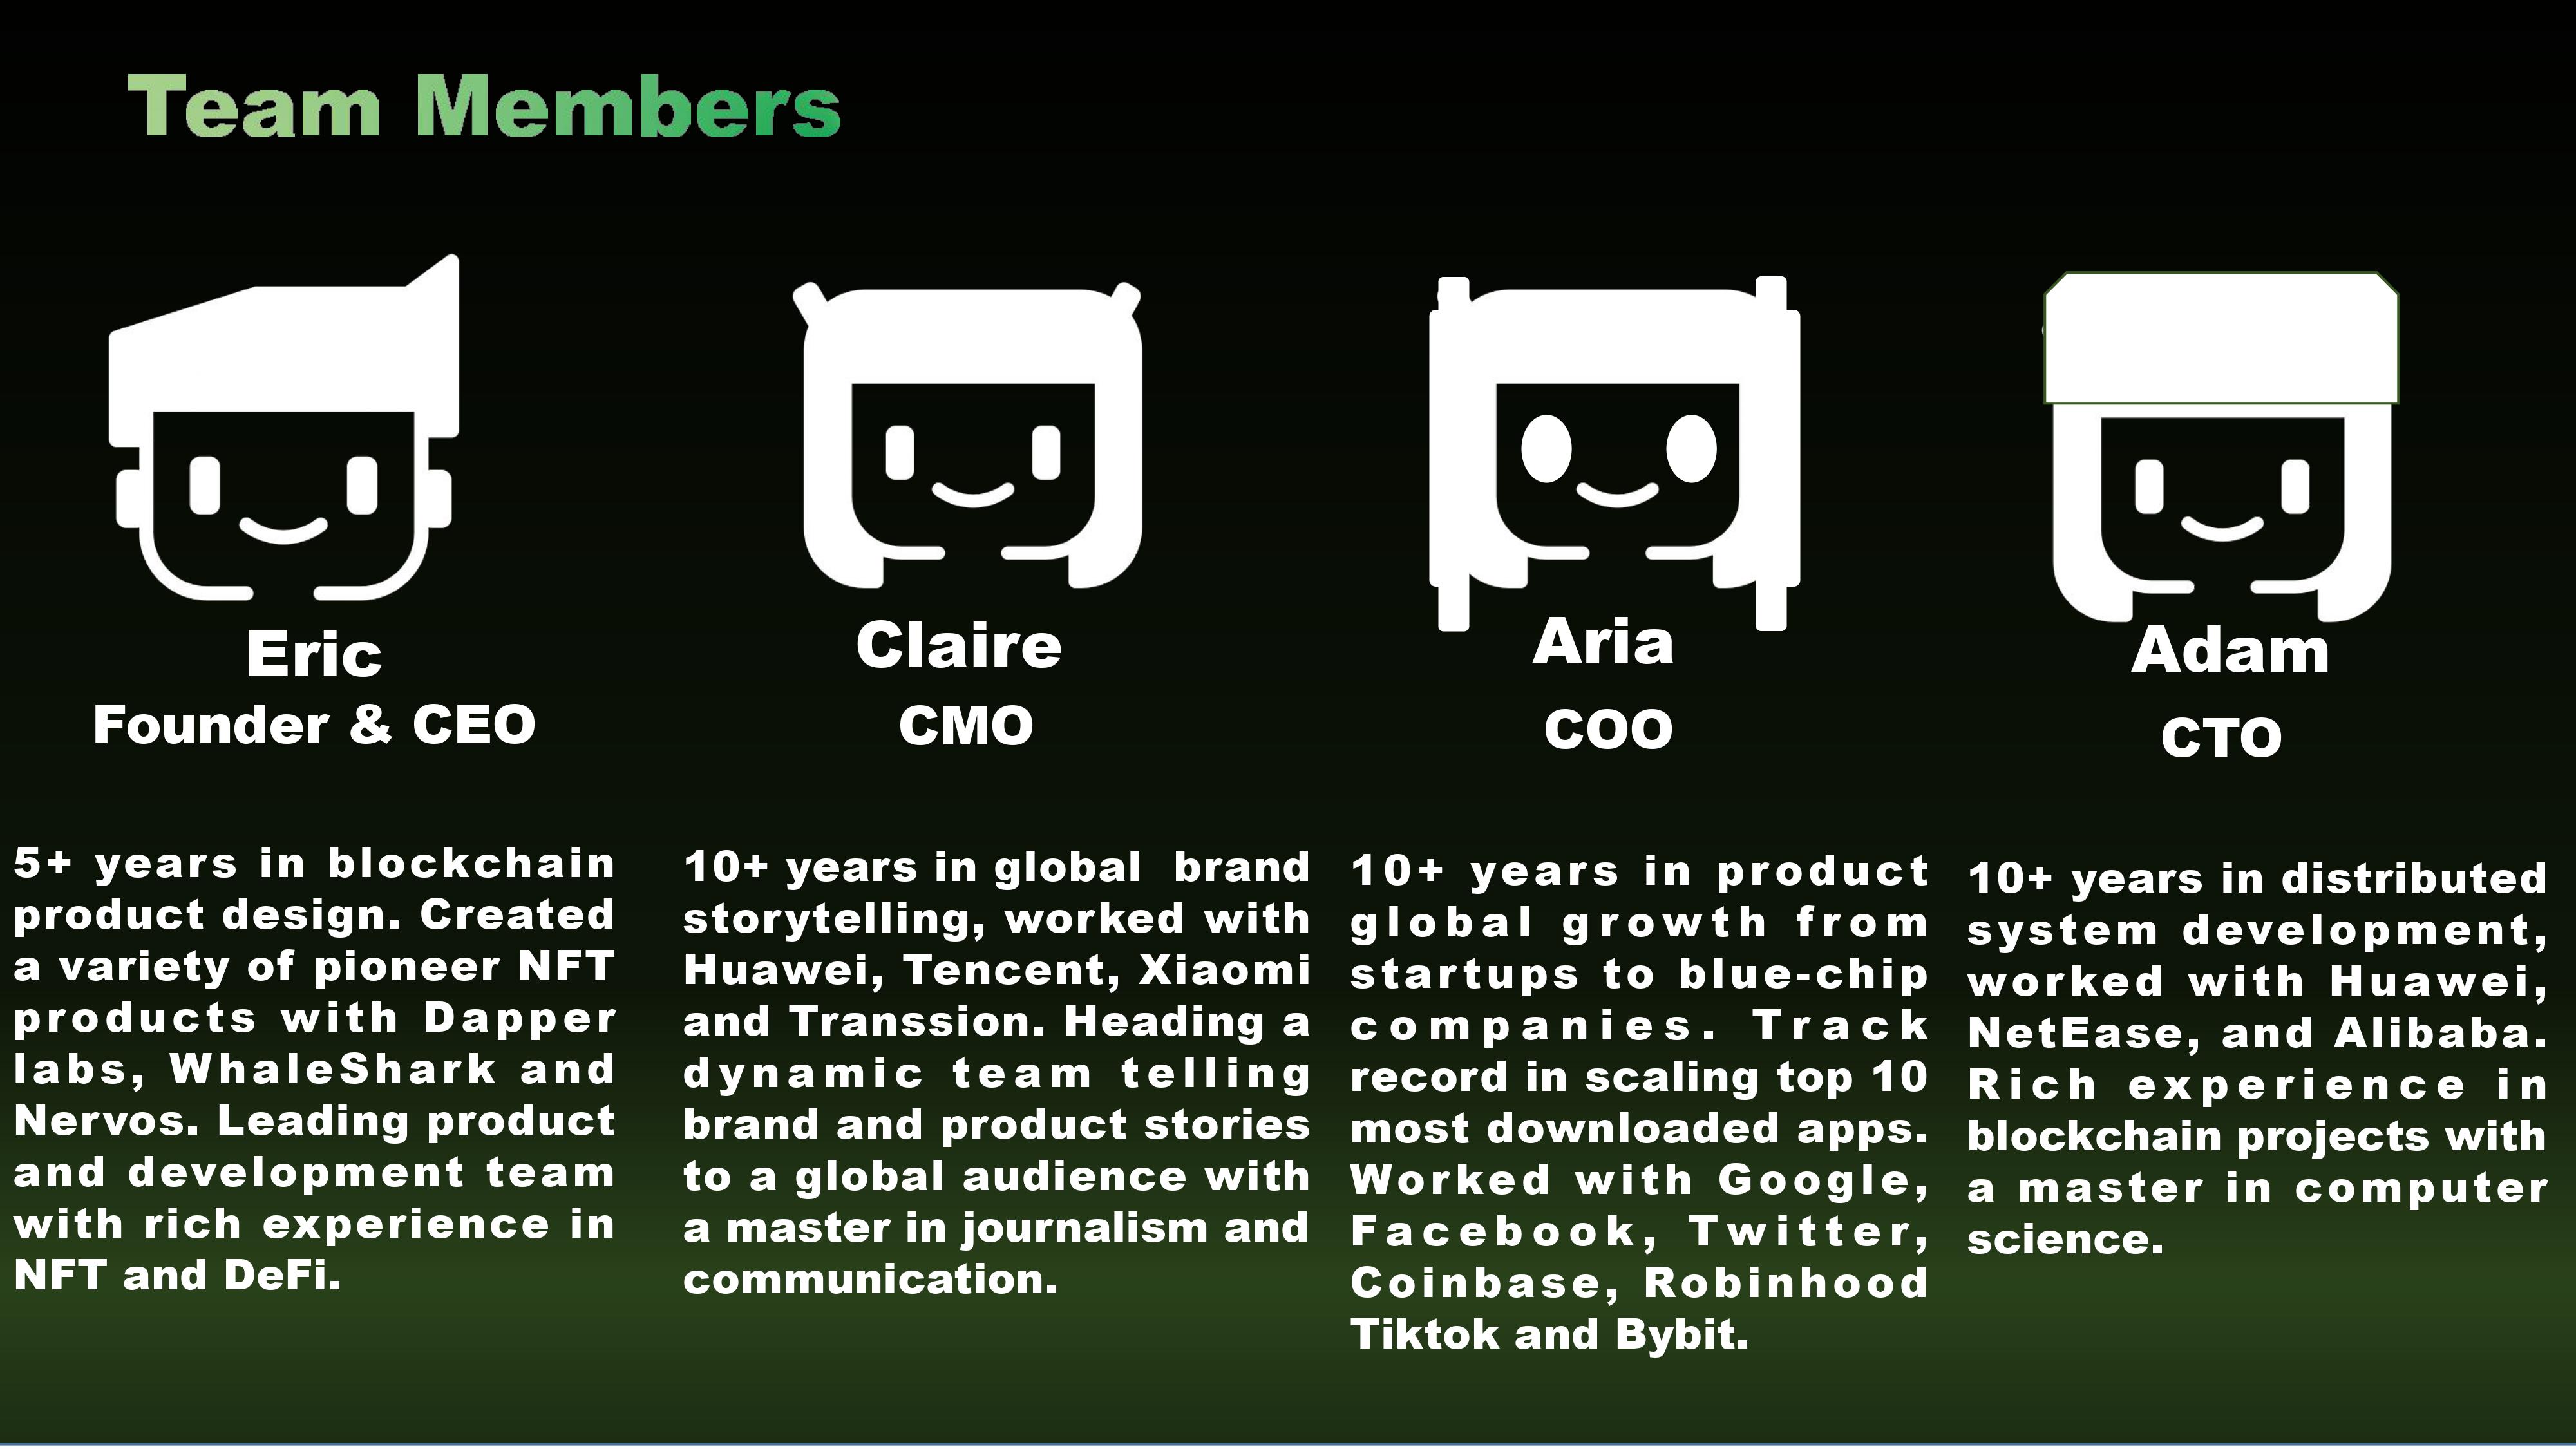 Team Members
Eric
Founder & CEO
5+ years in blockchain
product design. Created
a variety of pioneer NFT
products with Dapper
labs, WhaleShark and
Nervos. Leading product
and development team
with rich experience in
NFT and DeFi.
Claire
CMO
10+ years in global brand
storytelling, worked with
Huawei, Tencent, Xiaomi
and Transsion. Heading a
dynamic team telling
brand and product stories
to a global audience with
a master in journalism and
communication.
Aria
COO
10+ years in product
global growth from
startups to blue-chip
companies. Track
record in scaling top 10
most downloaded apps.
Worked with Google,
Facebook, Twitter,
Coinbase, Robinhood
Tiktok and Bybit.
Adam
CTO
10+ years in distributed
system development,
worked with Huawei,
NetEase, and Alibaba.
Rich experience in
blockchain projects with
a master in computer
science.